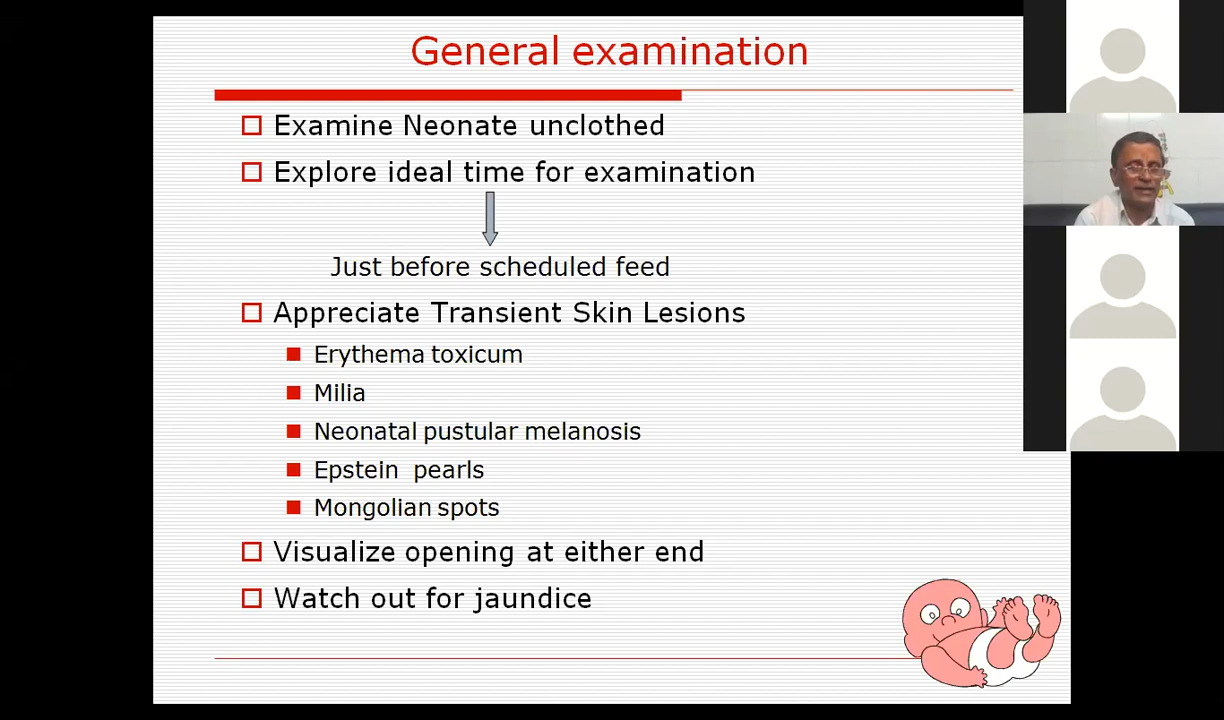 General examination
Examine Neonate unclothed
Explore ideal time for examination
Just before scheduled feed
Appreciate Transient Skin Lesions
Erythema toxicum
Milia
Neonatal pustular melanosis
Epstein pearls
Mongolian spots
Visualize opening at either end
Watch out for jaundice